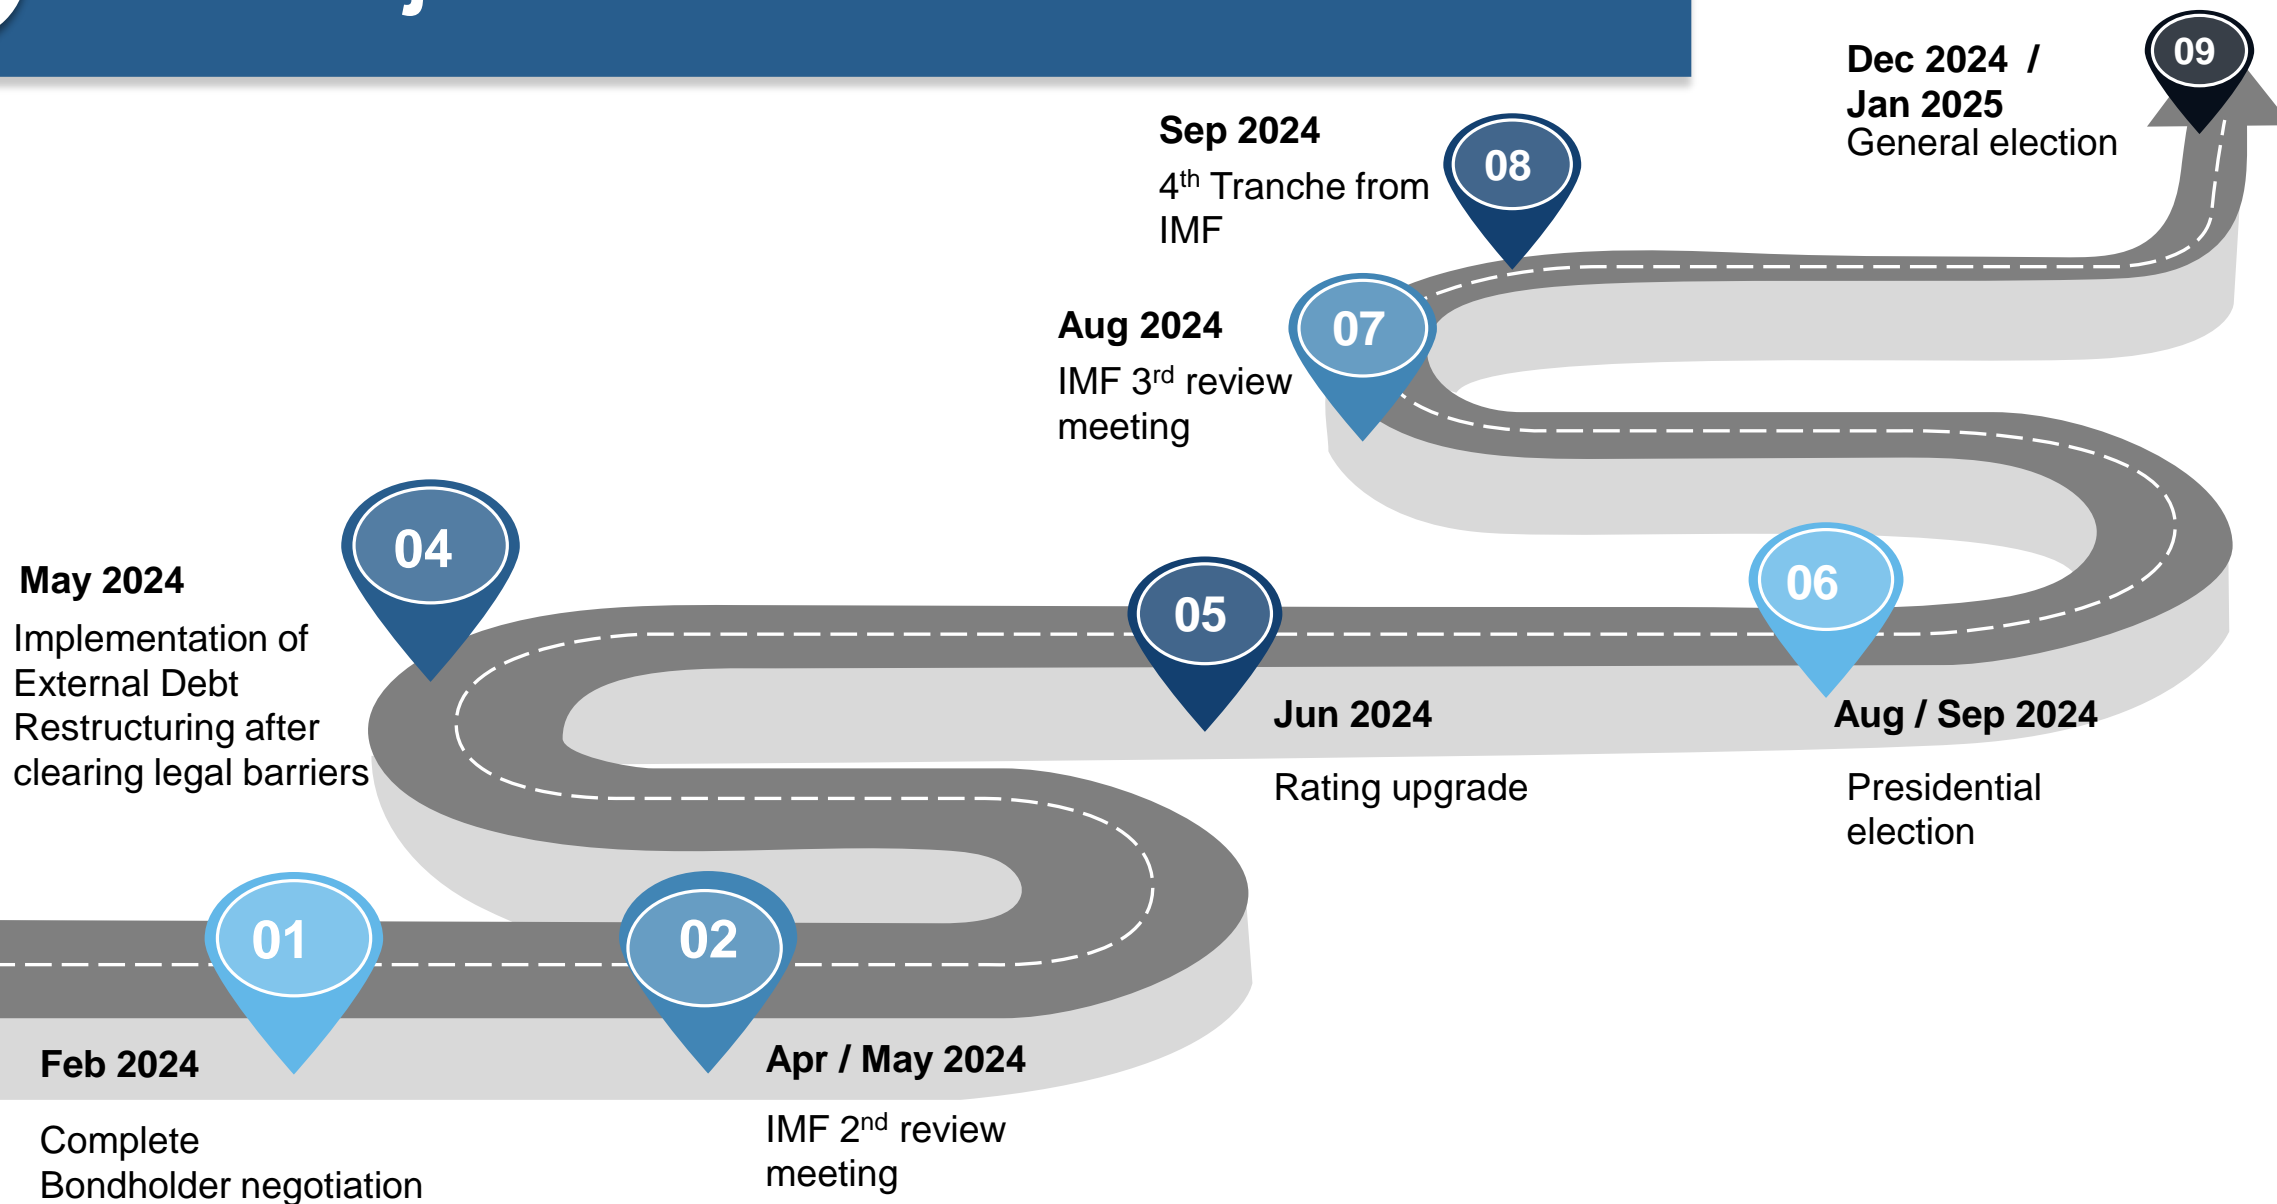 01
Feb 2024
Complete
Bondholder negotiation
02
Apr / May 2024
IMF 2nd review
meeting
04
May 2024
Implementation of
External Debt
Restructuring after
clearing legal barriers
05
Jun 2024
Rating upgrade
06
Aug / Sep 2024
Presidential
election
07
Aug 2024
IMF 3rd review
meeting
08
Sep 2024
4th Tranche from
IMF
09
Dec 2024 /
Jan 2025
General election